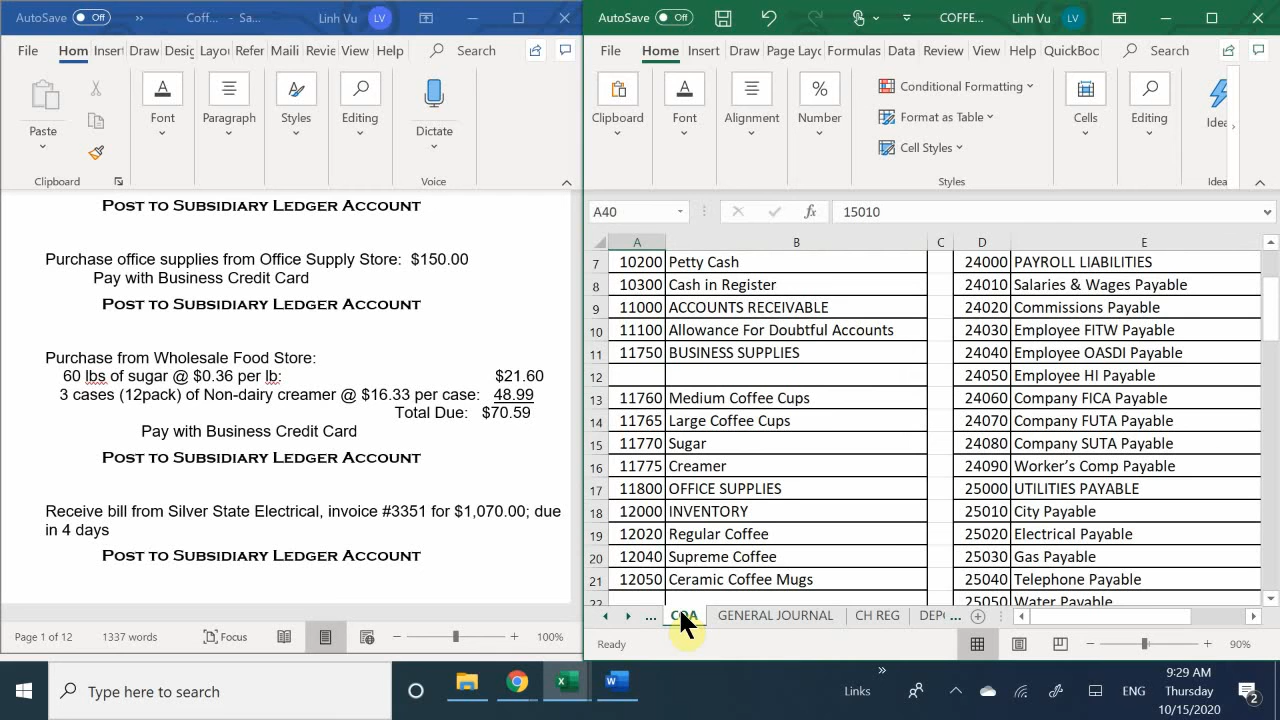 AutoSave Off » Coff... - Sa... Linh Vu LV
File Hom Insert Draw Desig Layou Refer Maili Revie View Help Search
Paste Font Paragraph Styles Editing Dictate
Clipboard Voice
POST TO SUBSIDIARY LEDGER ACCOUNT
Purchase office supplies from Office Supply Store: $150.00
Pay with Business Credit Card
POST TO SUBSIDIARY LEDGER ACCOUNT
Purchase from Wholesale Food Store:
60 lbs of sugar @ $0.36 per lb: $21.60
3 cases (12pack) of Non-dairy creamer @ $16.33 per case: 48.99
Total Due: $70.59
Pay with Business Credit Card
POST TO SUBSIDIARY LEDGER ACCOUNT
Receive bill from Silver State Electrical, invoice #3351 for $1,070.00; due
in 4 days
POST TO SUBSIDIARY LEDGER ACCOUNT
Page 1 of 12 1337 words Focus 100%
AutoSave Off COFFE... Linh Vu LV
File Home Insert Draw Page Layc Formulas Data Review View Help QuickBoc Search
Clipboard Font Alignment Number Conditional Formatting Format as Table Cell Styles Cells Editing Idea
Styles Idea
A40 fx 15010
A B C D E
7 10200 Petty Cash 24000 PAYROLL LIABILITIES
8 10300 Cash in Register 24010 Salaries & Wages Payable
9 11000 ACCOUNTS RECEIVABLE 24020 Commissions Payable
10 11100 Allowance For Doubtful Accounts 24030 Employee FITW Payable
11 11750 BUSINESS SUPPLIES 24040 Employee OASDI Payable
12 24050 Employee HI Payable
13 11760 Medium Coffee Cups 24060 Company FICA Payable
14 11765 Large Coffee Cups 24070 Company FUTA Payable
15 11770 Sugar 24080 Company SUTA Payable
16 11775 Creamer 24090 Worker's Comp Payable
17 11800 OFFICE SUPPLIES 25000 UTILITIES PAYABLE
18 12000 INVENTORY 25010 City Payable
19 12020 Regular Coffee 25020 Electrical Payable
20 12040 Supreme Coffee 25030 Gas Payable
21 12050 Ceramic Coffee Mugs 25040 Telephone Payable
22 25050 Water Payable
... COA GENERAL JOURNAL CH REG DEP( ...
Ready 90%
Type here to search Links » ENG 9:29 AM
Thursday
10/15/2020 2